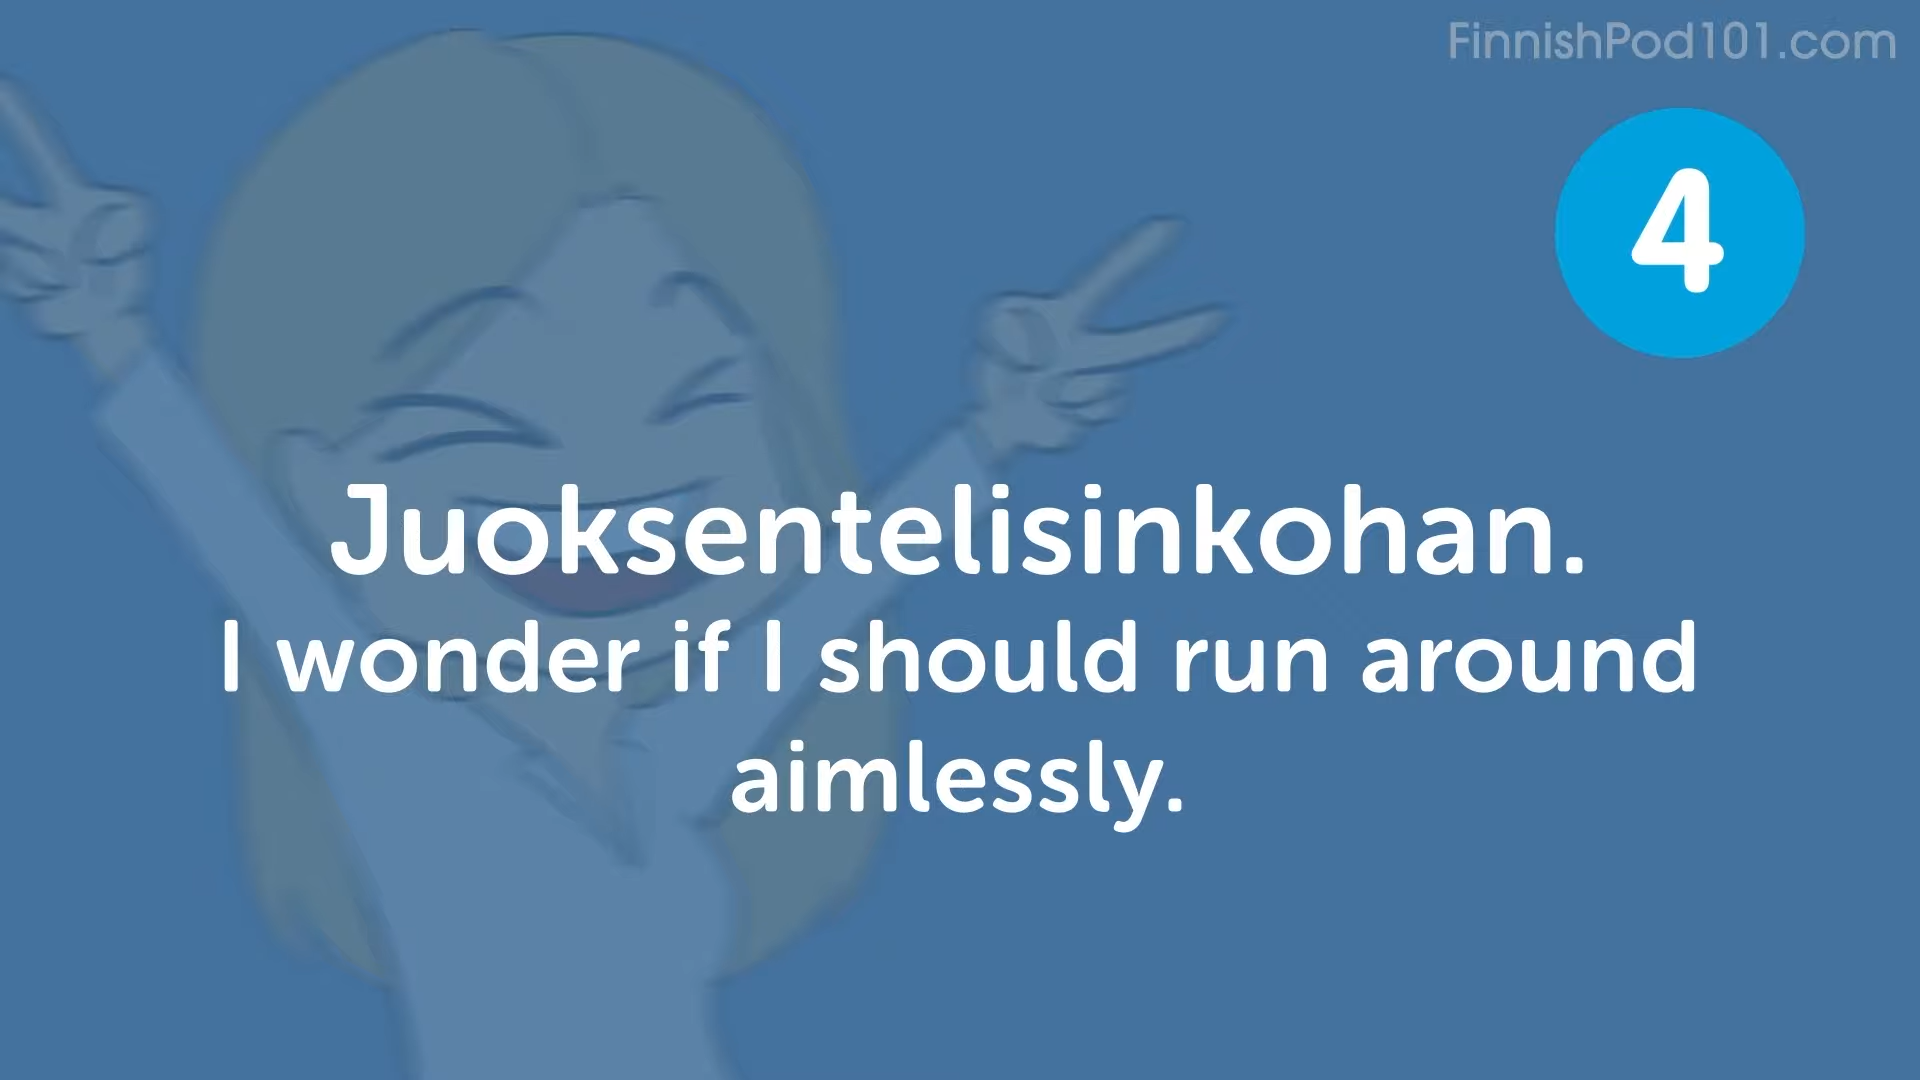 FinnishPod101.com
4
Juoksentelisinkohan.
I wonder if I should run around
aimlessly.